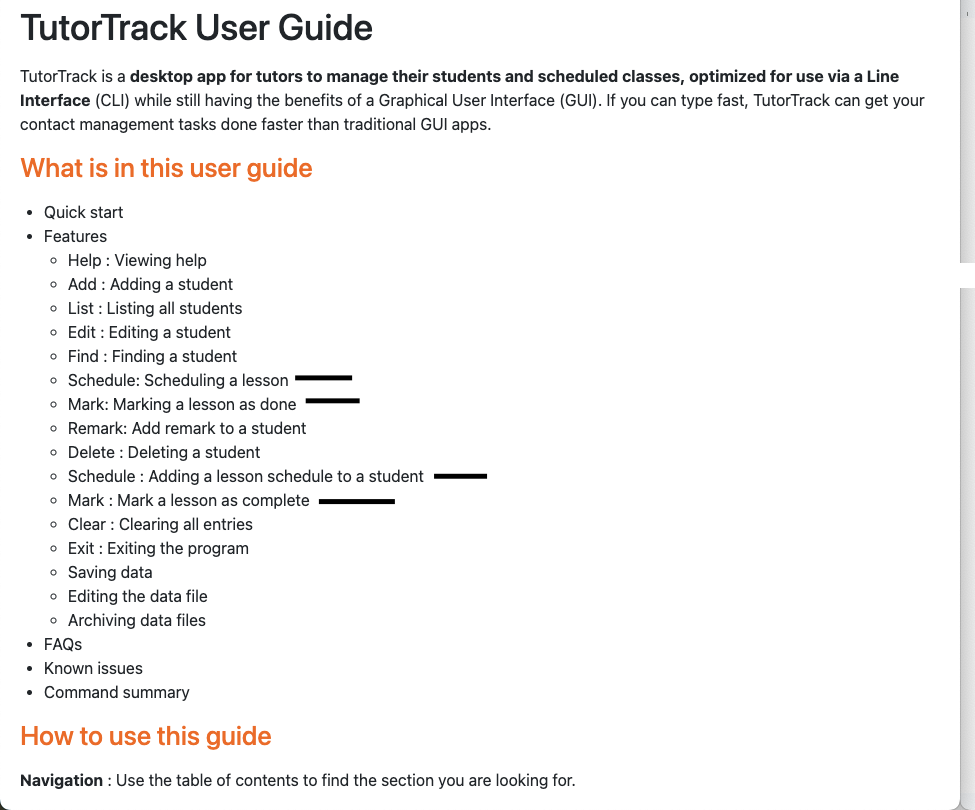 TutorTrack User Guide
TutorTrack is a desktop app for tutors to manage their students and scheduled classes, optimized for use via a Line
Interface (CLI) while still having the benefits of a Graphical User Interface (GUI). If you can type fast, TutorTrack can get your
contact management tasks done faster than traditional GUI apps.
What is in this user guide
• Quick start
• Features
◦ Help : Viewing help
◦ Add : Adding a student
◦ List : Listing all students
◦ Edit : Editing a student
◦ Find : Finding a student
◦ Schedule: Scheduling a lesson
◦ Mark: Marking a lesson as done
◦ Remark: Add remark to a student
◦ Delete : Deleting a student
◦ Schedule : Adding a lesson schedule to a student
◦ Mark : Mark a lesson as complete
◦ Clear : Clearing all entries
◦ Exit : Exiting the program
◦ Saving data
◦ Editing the data file
◦ Archiving data files
• FAQs
• Known issues
• Command summary
How to use this guide
Navigation : Use the table of contents to find the section you are looking for.